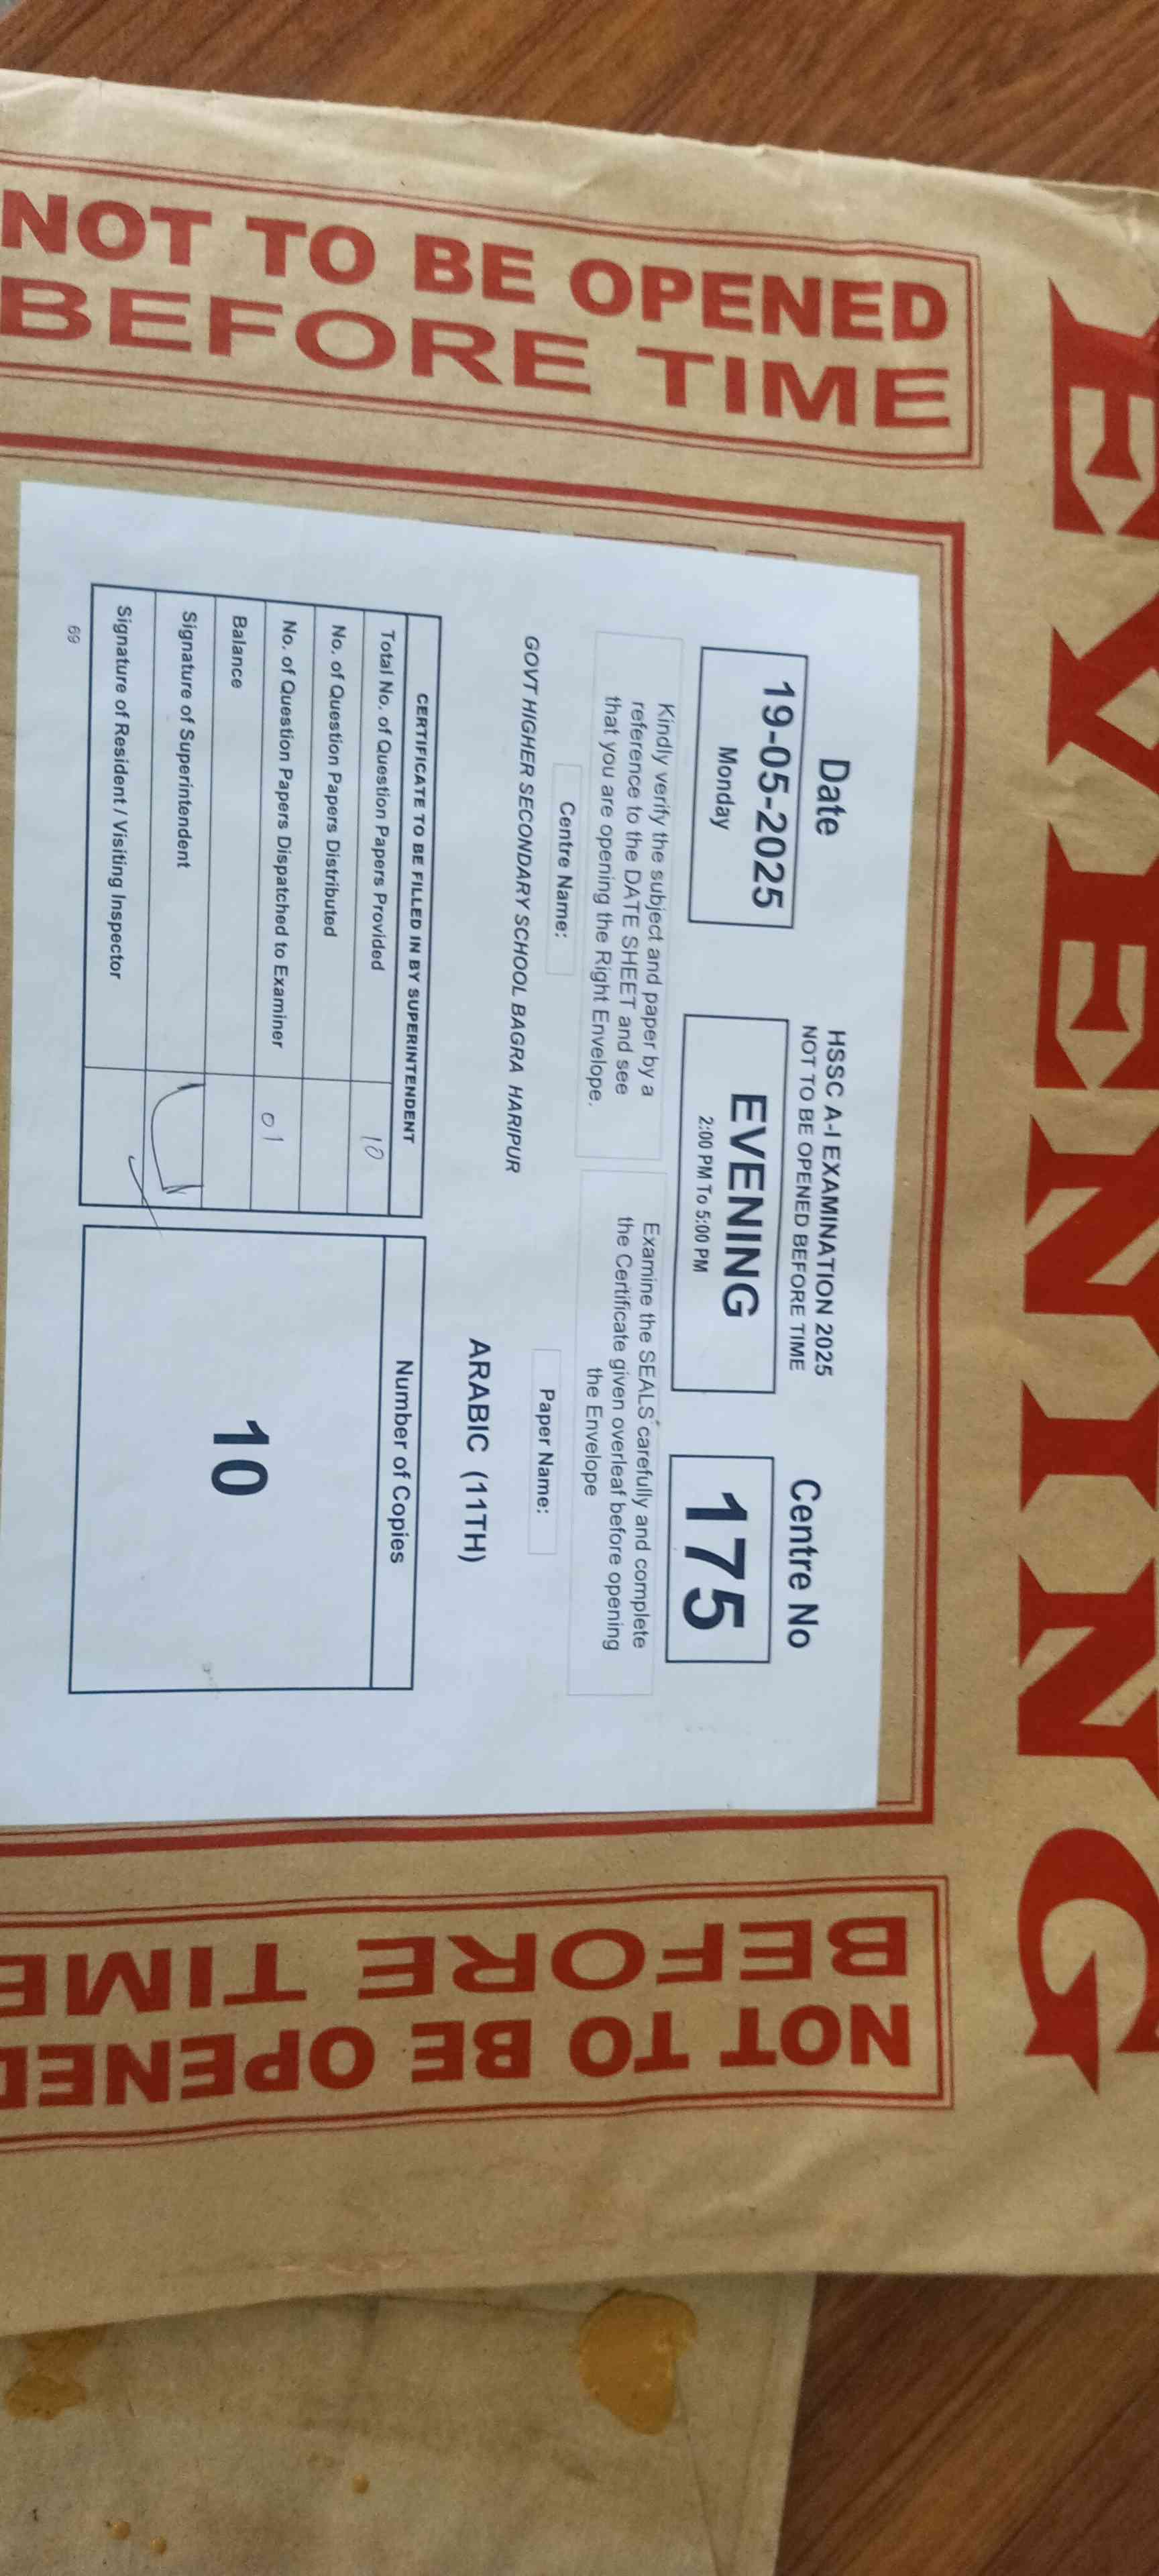 EVENING
NOT TO BE OPENED
BEFORE TIME
Date
19-05-2025
Monday
HSSC A-I EXAMINATION 2025
NOT TO BE OPENED BEFORE TIME
EVENING
2:00 PM To 5:00 PM
Centre No
175
Kindly verify the subject and paper by a
reference to the DATE SHEET and see
that you are opening the Right Envelope.
Examine the SEALS carefully and complete
the Certificate given overleaf before opening
the Envelope
Centre Name:
GOVT HIGHER SECONDARY SCHOOL BAGRA HARIPUR
Paper Name:
ARABIC (11TH)
CERTIFICATE TO BE FILLED IN BY SUPERINTENDENT
Total No. of Question Papers Provided 10
No. of Question Papers Distributed
No. of Question Papers Dispatched to Examiner 01
Balance
Signature of Superintendent
Signature of Resident / Visiting Inspector
69
Number of Copies
10
NOT TO BE OPENED
BEFORE TIME